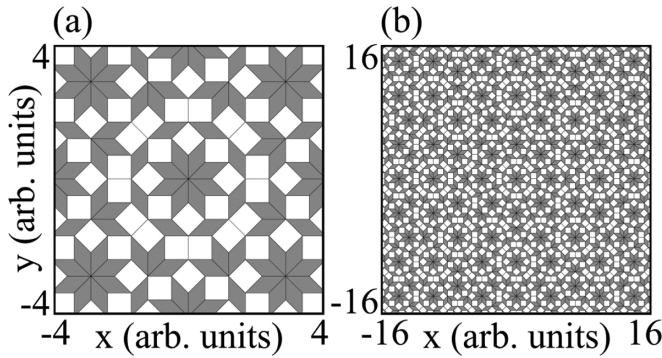 (a)
4
y (arb. units)
-4
-4 x (arb. units) 4
(b)
16
-16
-16 x (arb. units) 16